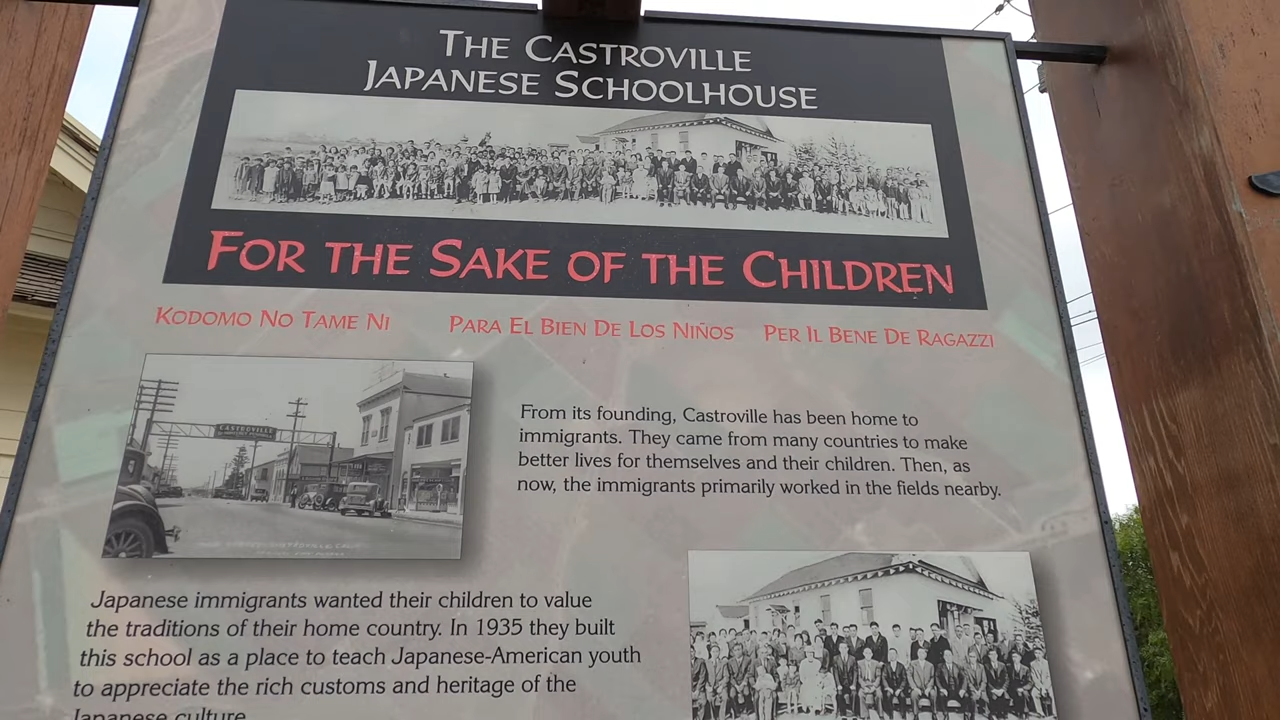 THE CASTROVILLE
JAPANESE SCHOOLHOUSE
FOR THE SAKE OF THE CHILDREN
KODOMO NO TAME NI PARA EL BIEN DE LOS NIÑOS PER IL BENE DE RAGAZZI
CASTROVILLE
From its founding, Castroville has been home to
immigrants. They came from many countries to make
better lives for themselves and their children. Then, as
now, the immigrants primarily worked in the fields nearby.
Japanese immigrants wanted their children to value
the traditions of their home country. In 1935 they built
this school as a place to teach Japanese-American youth
to appreciate the rich customs and heritage of the
Japanese culture